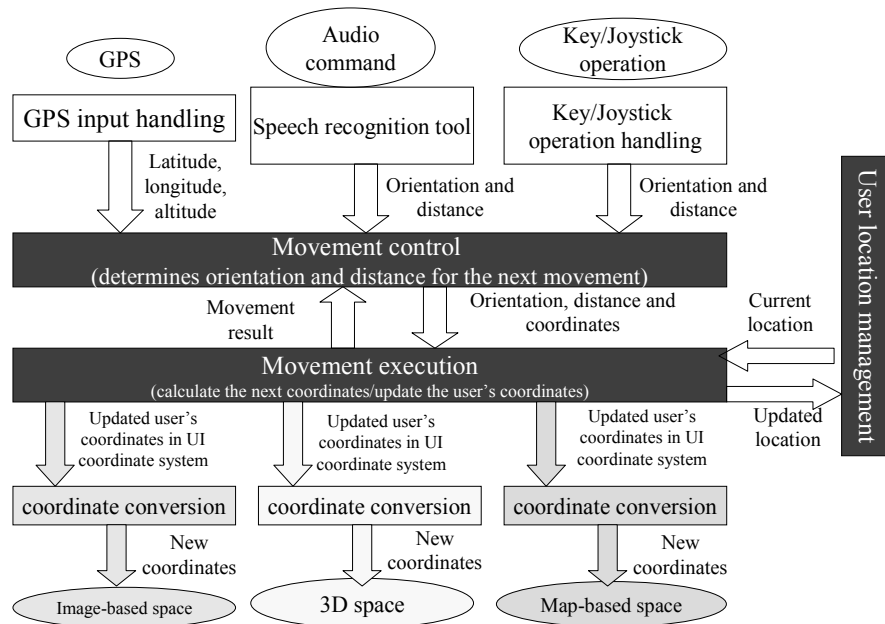 GPS
Audio
command
Key/Joystick
operation
GPS input handling
Speech recognition tool
Key/Joystick
operation handling
Latitude,
longitude,
altitude
Orientation and
distance
Orientation and
distance
User location management
Movement control
(determines orientation and distance for the next movement)
Movement
result
Orientation, distance and
coordinates
Current
location
Movement execution
(calculate the next coordinates/update the user's coordinates)
Updated
location
Updated user's
coordinates in UI
coordinate system
Updated user's
coordinates in UI
coordinate system
Updated user's
coordinates in UI
coordinate system
coordinate conversion
coordinate conversion
coordinate conversion
New
coordinates
New
coordinates
New
coordinates
Image-based space
3D space
Map-based space